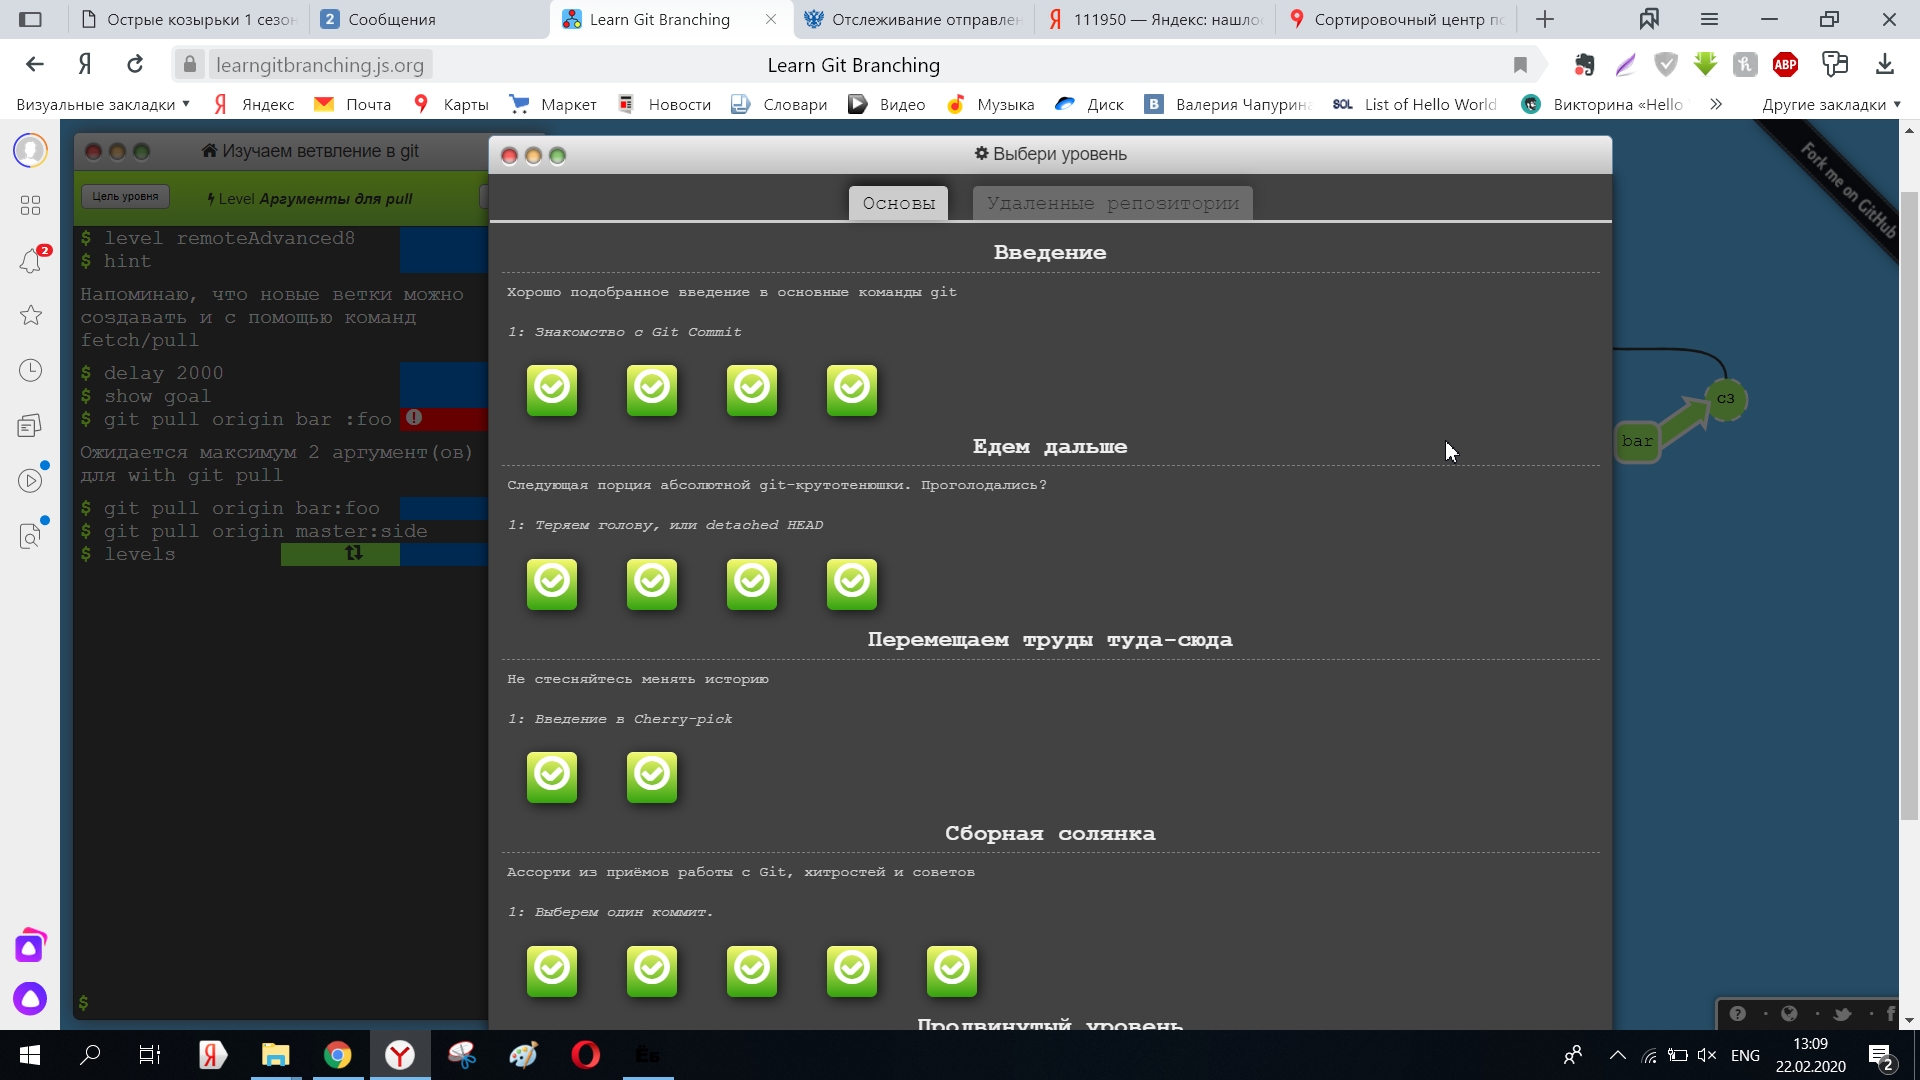 Острые козырьки 1 сезон
2 Сообщения
Learn Git Branching
Отслеживание отправлен
111950 — Яндекс: нашлос
Сортировочный центр по
learngitbranching.js.org
Learn Git Branching
ABP
Визуальные закладки
Яндекс
Почта
Карты
Маркет
Новости
Словари
Видео
Музыка
Диск
Валерия Чапурина
SOL List of Hello World
Викторина «Hello
Другие закладки
2
Изучаем ветвление в git
Цель уровня
Level Аргументы для pull
$ level remoteAdvanced8
$ hint
Напоминаю, что новые ветки можно
создавать и с помощью команд
fetch/pull
$ delay 2000
$ show goal
$ git pull origin bar :foo
Ожидается максимум 2 аргумент(ов)
для with git pull
$ git pull origin bar:foo
$ git pull origin master:side
$ levels
$
Выбери уровень
Основы
Удаленные репозитории
Введение
Хорошо подобранное введение в основные команды git
1: Знакомство с Git Commit
Едем дальше
Следующая порция абсолютной git-крутотенюшки. Проголодались?
1: Теряем голову, или detached HEAD
Перемещаем труды туда-сюда
Не стесняйтесь менять историю
1: Введение в Cherry-pick
Сборная солянка
Ассорти из приёмов работы с Git, хитростей и советов
1: Выберем один коммит.
Продвинутый уровень
Fork me on GitHub
c3
bar
ENG
13:09
22.02.2020
2